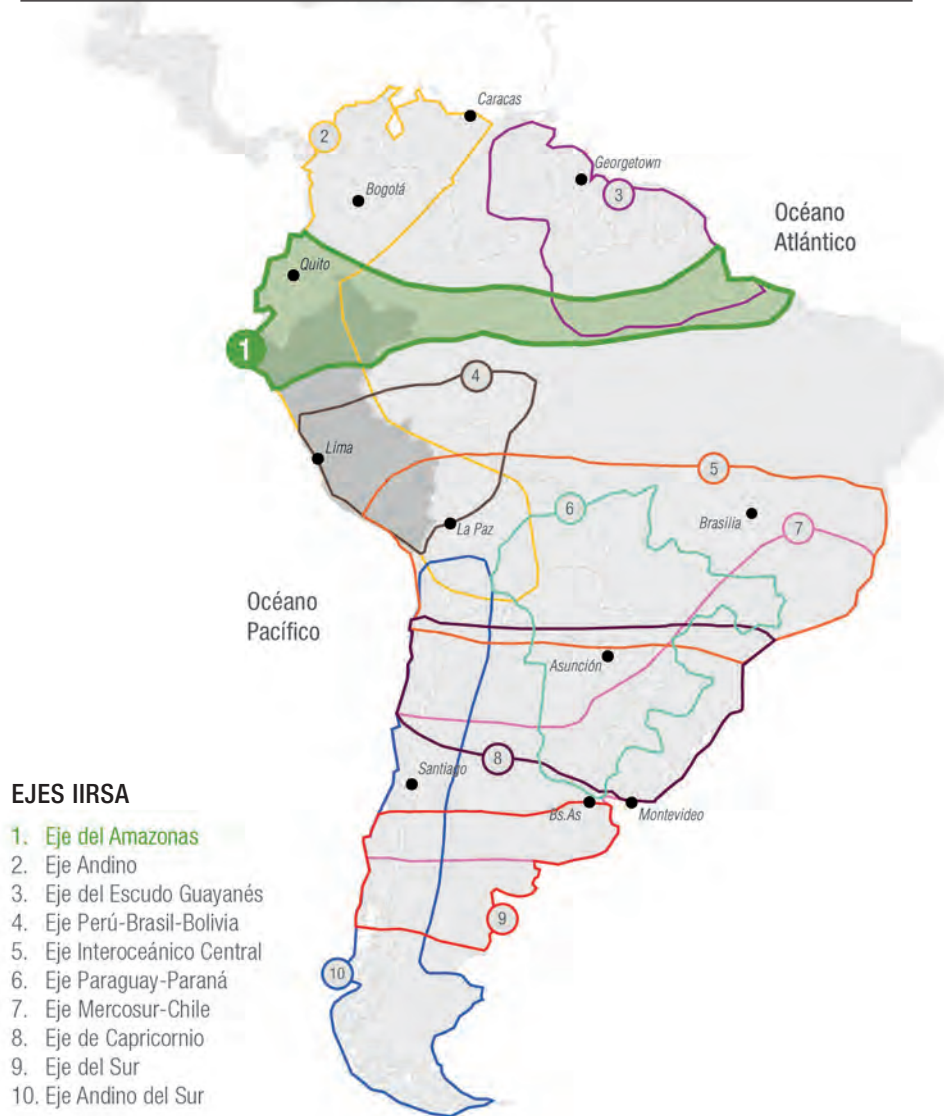 Caracas
2
Georgetown
Bogotá
3
Océano
Atlántico
Quito
1
4
Lima
5
6
La Paz
Brasilia
7
Océano
Pacífico
Asunción
8
Santiago
Bs.As
Montevideo
9
10
EJES IIRSA
1. Eje del Amazonas
2. Eje Andino
3. Eje del Escudo Guayanés
4. Eje Perú-Brasil-Bolivia
5. Eje Interoceánico Central
6. Eje Paraguay-Paraná
7. Eje Mercosur-Chile
8. Eje de Capricornio
9. Eje del Sur
10. Eje Andino del Sur